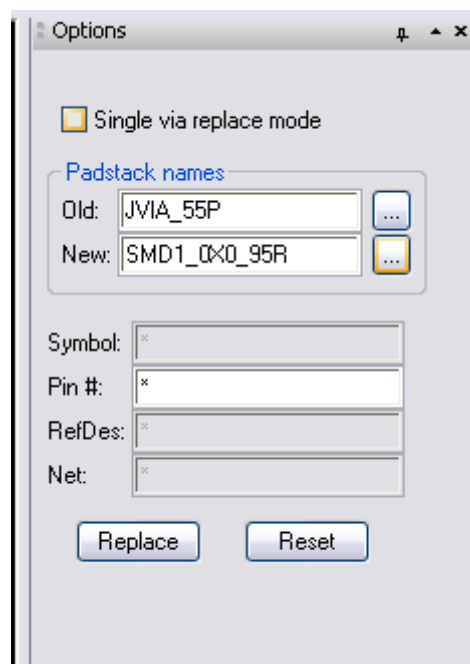 Options
Single via replace mode
Padstack names
Old: JVIA_55P ...
New: SMD1_0X0_95R ...
Symbol: *
Pin #: *
RefDes: *
Net: *
Replace Reset